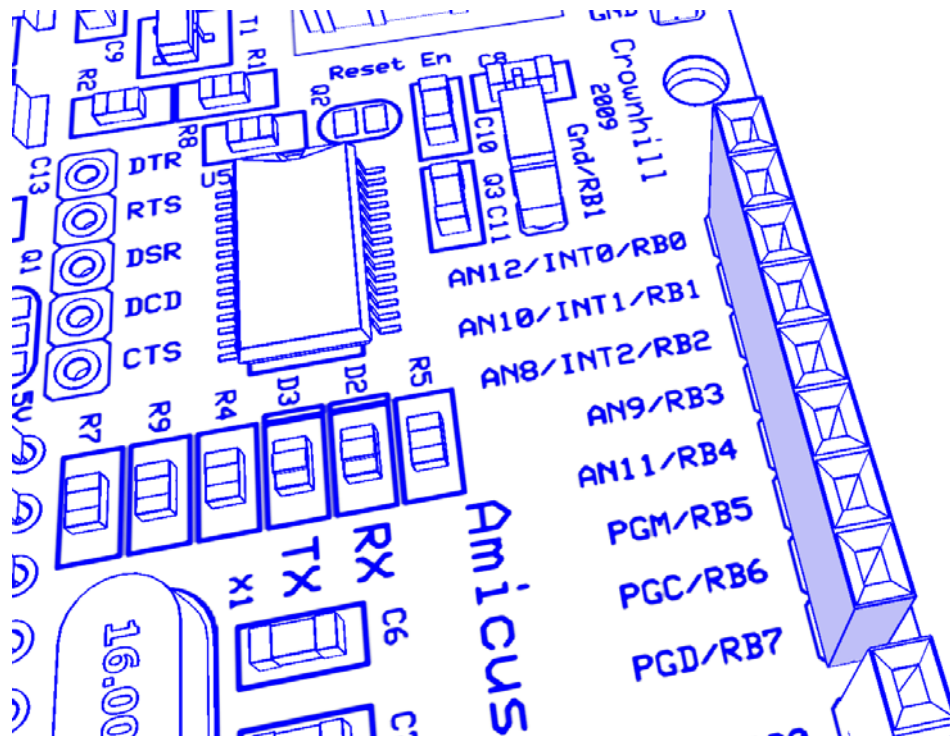 GND
C9
T1
R2
R1
Reset En
C8
Crownhill
2009
Q2
R8
C10
Gnd/RB1
C13
DTR
U5
RTS
Q3
C11
Q1
DSR
DCD
CTS
5V
AN12/INT0/RB0
AN10/INT1/RB1
AN8/INT2/RB2
AN9/RB3
AN11/RB4
PGM/RB5
PGC/RB6
PGD/RB7
R7
R9
R4
D3
D2
R5
TX
RX
Amicus
X1
C6
16.00